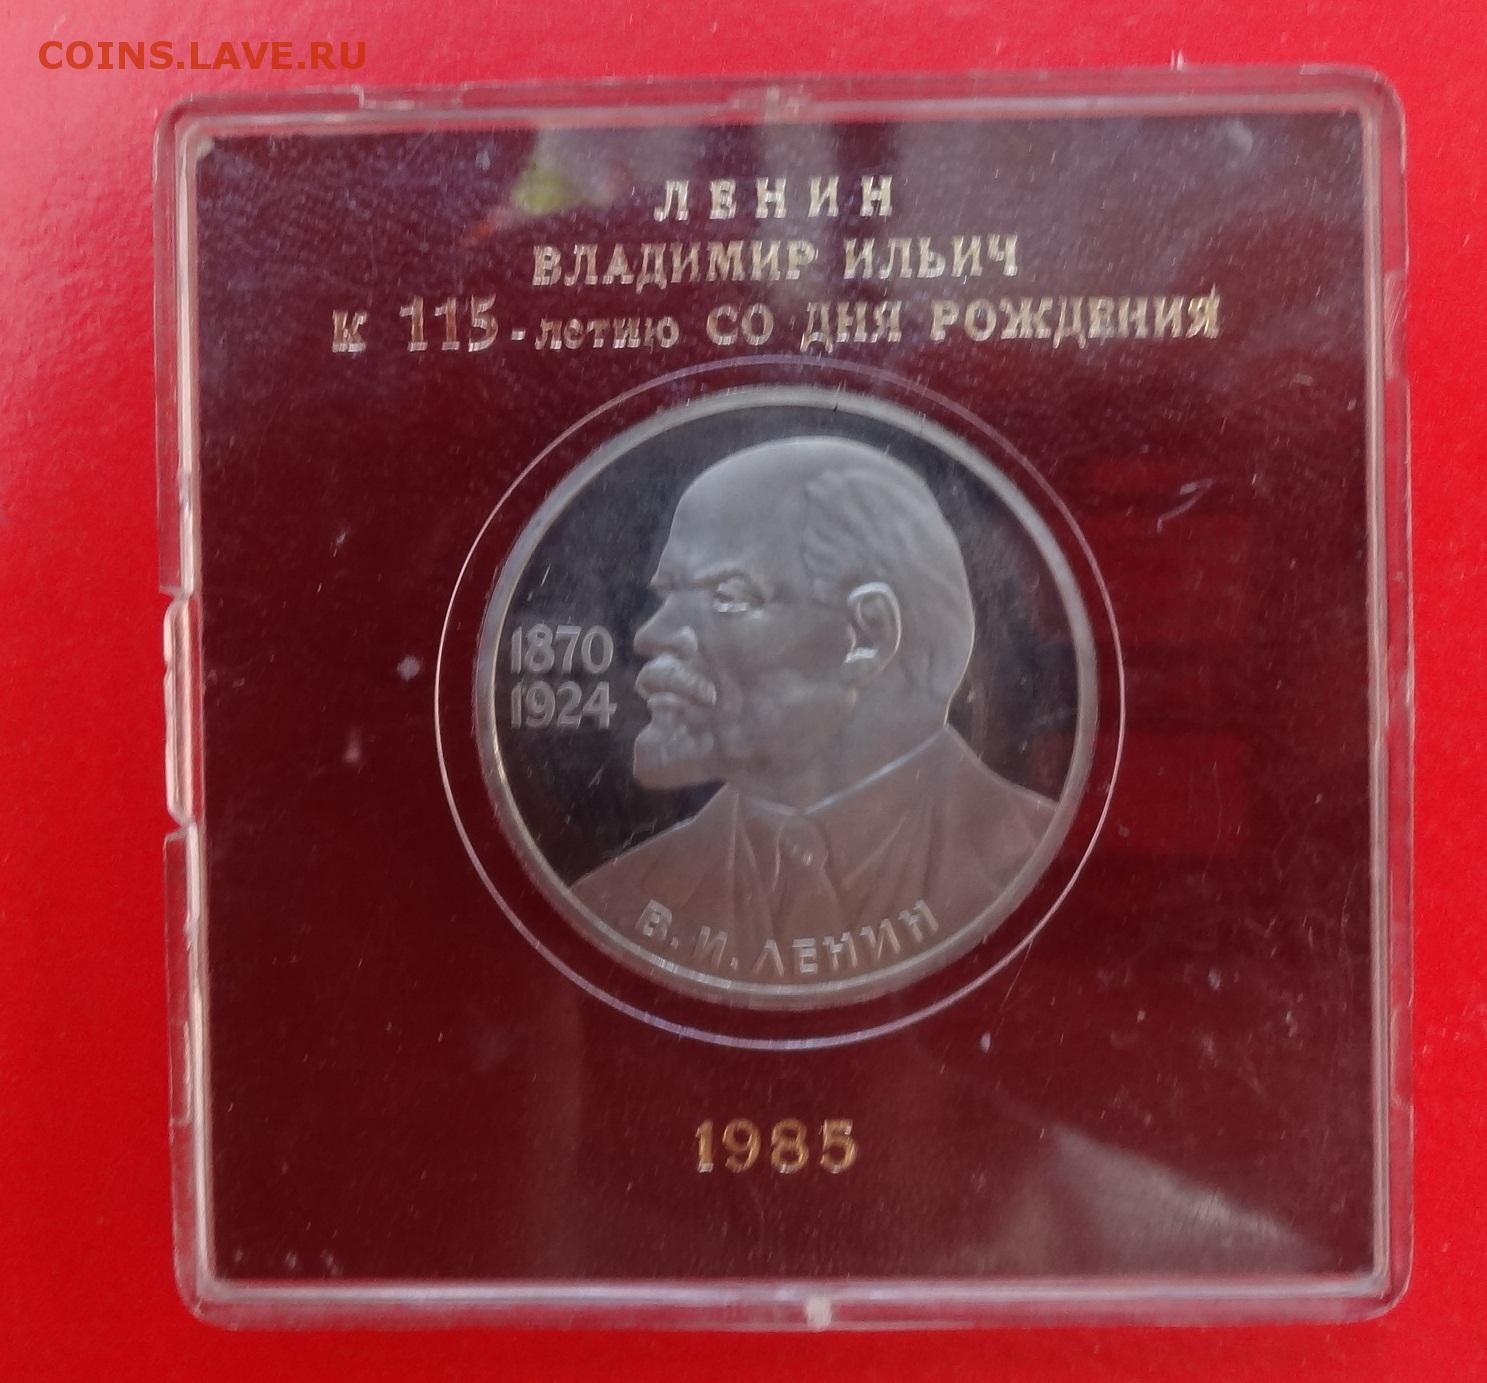 COINS.LAVE.RU
ЛЕНИН
ВЛАДИМИР ИЛЬИЧ
К 115-летию СО ДНЯ РОЖДЕНИЯ
1870
1924
В. И. ЛЕНИН
1985